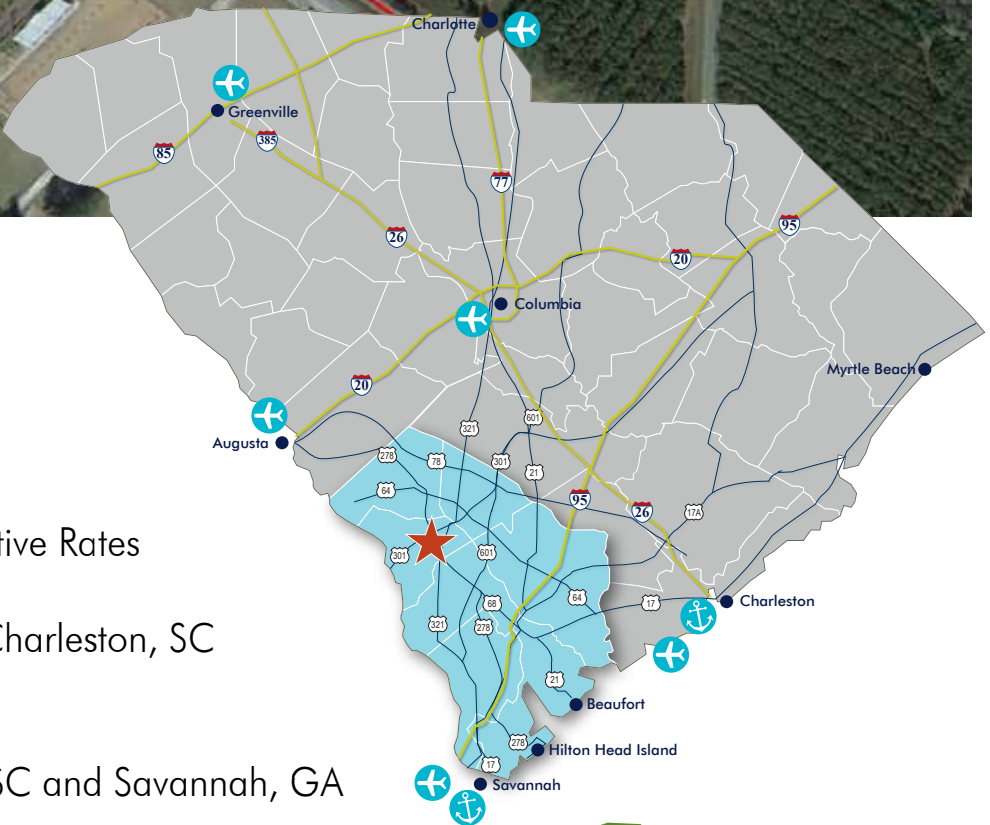 Charlotte
Greenville
85
385
77
26
95
20
Columbia
Myrtle Beach
20
Augusta
321
601
278
78
301
21
64
95
26
17A
tive Rates
301
601
68
64
17
Charleston
321
278
Charleston, SC
21
Beaufort
278
Hilton Head Island
17
SC and Savannah, GA
Savannah